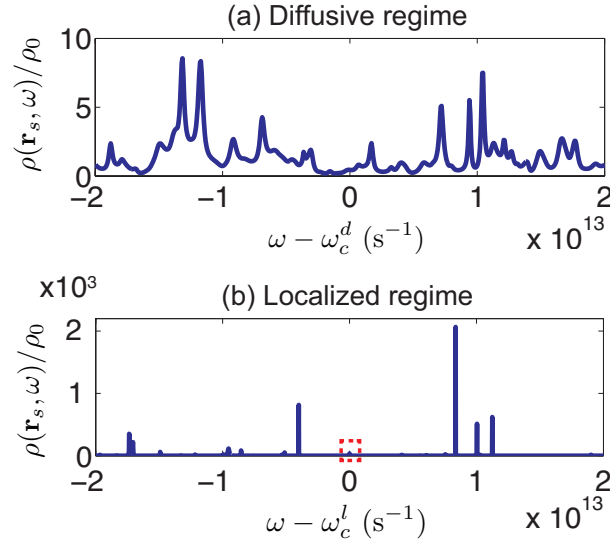 (a) Diffusive regime
ρ(r_s, ω)/ρ_0
10
5
0
−2 −1 0 1 2
ω − ω_c^d (s^{−1})
x 10^{13}
x10^3
(b) Localized regime
ρ(r_s, ω)/ρ_0
2
1
0
−2 −1 0 1 2
ω − ω_c^l (s^{−1})
x 10^{13}